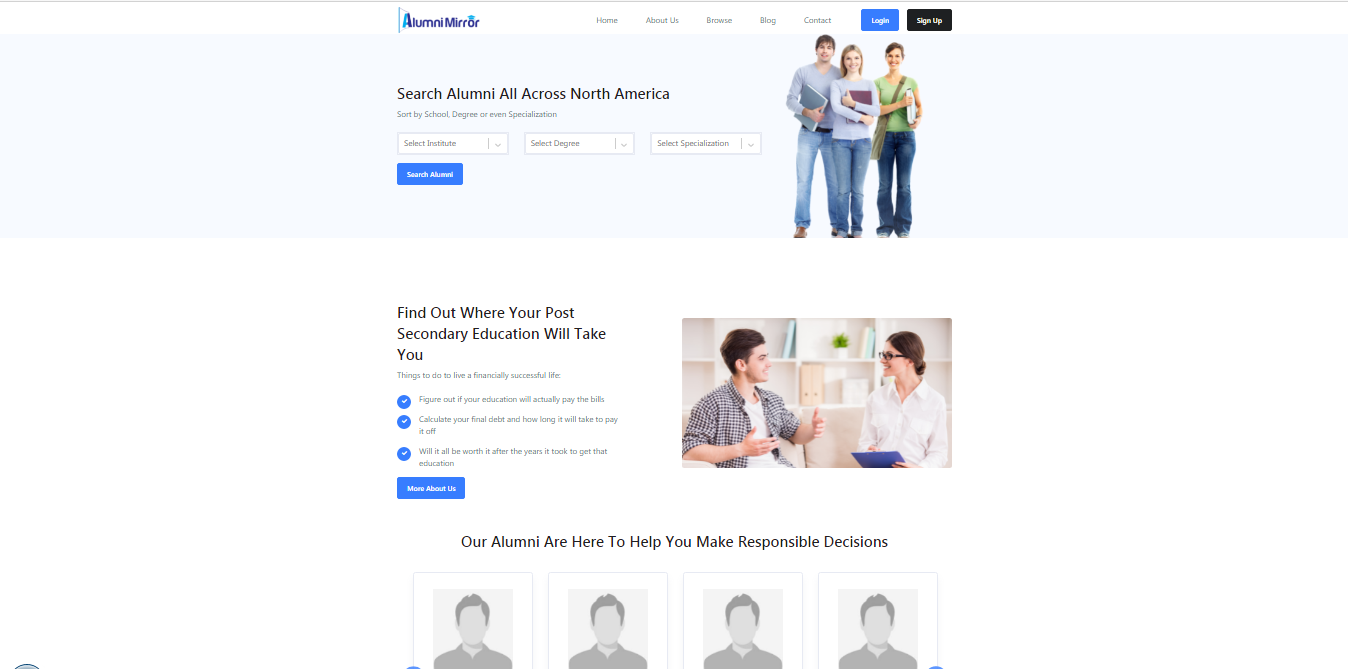 Alumni Mirror
Home
About Us
Browse
Blog
Contact
Login
Sign Up
Search Alumni All Across North America
Sort by School, Degree or even Specialization
Select Institute
Select Degree
Select Specialization
Search Alumni
Find Out Where Your Post
Secondary Education Will Take
You
Things to do to live a financially successful life:
Figure out if your education will actually pay the bills
Calculate your final debt and how long it will take to pay
it off
Will it all be worth it after the years it took to get that
education
More About Us
Our Alumni Are Here To Help You Make Responsible Decisions